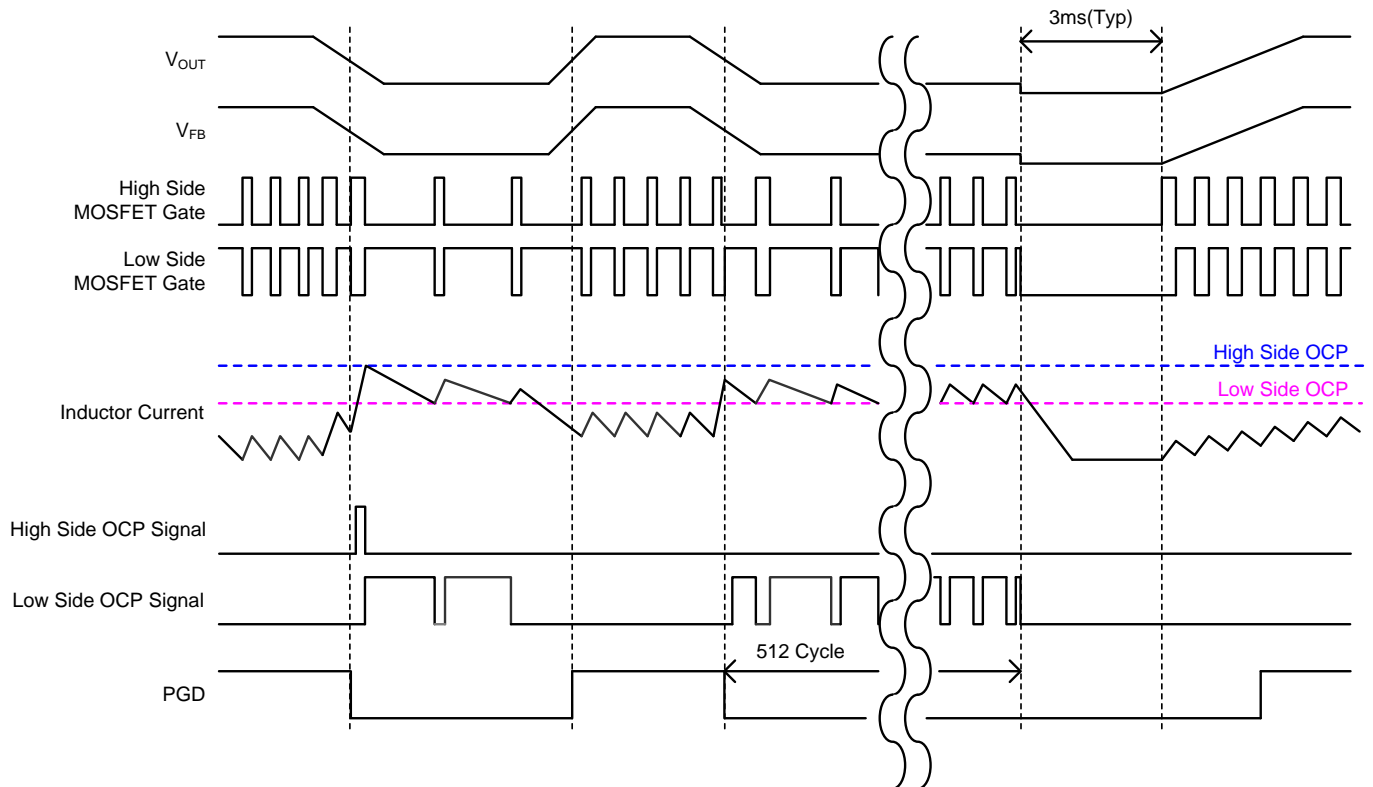 3ms(Typ)
VOUT
VFB
High Side
MOSFET Gate
Low Side
MOSFET Gate
High Side OCP
Low Side OCP
Inductor Current
High Side OCP Signal
Low Side OCP Signal
512 Cycle
PGD